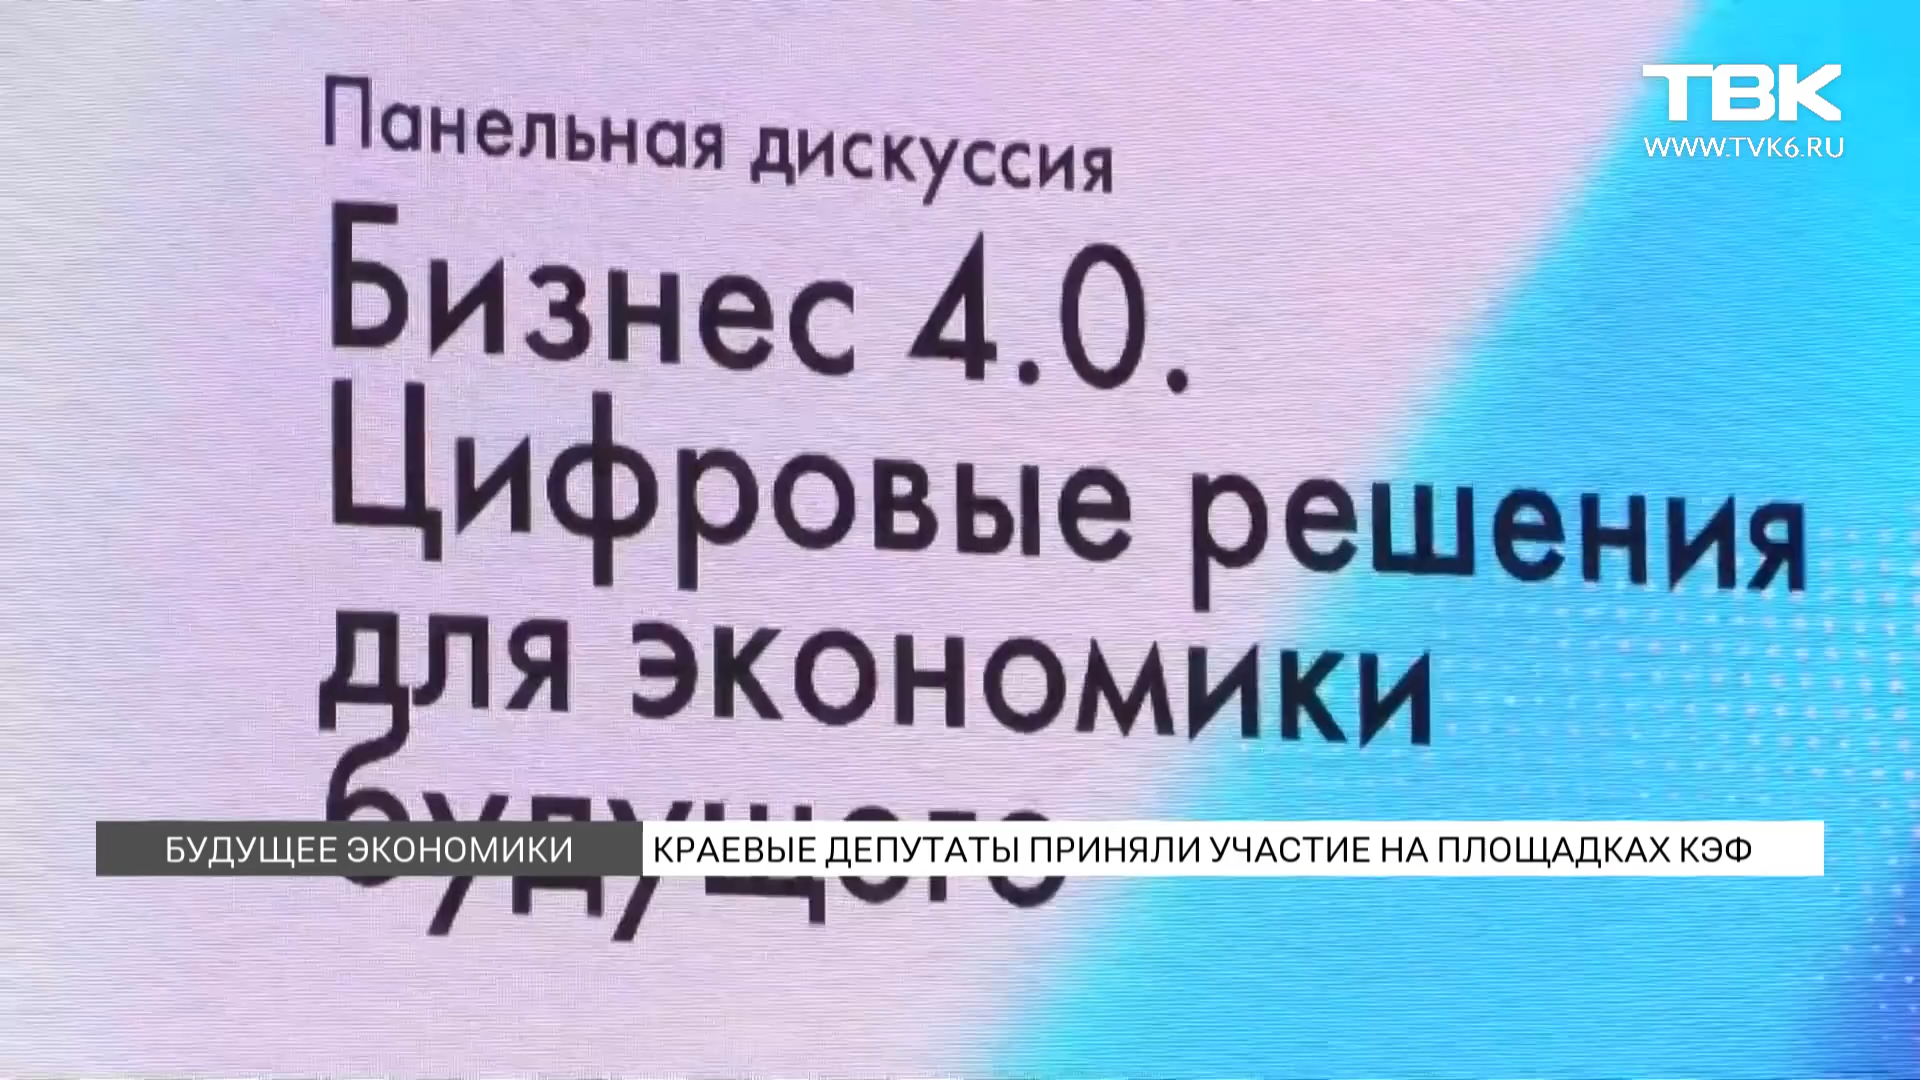 ТВК
WWW.TVK6.RU
Панельная дискуссия
Бизнес 4.0.
Цифровые решения
для экономики
будущего
БУДУЩЕЕ ЭКОНОМИКИ
КРАЕВЫЕ ДЕПУТАТЫ ПРИНЯЛИ УЧАСТИЕ НА ПЛОЩАДКАХ КЭФ